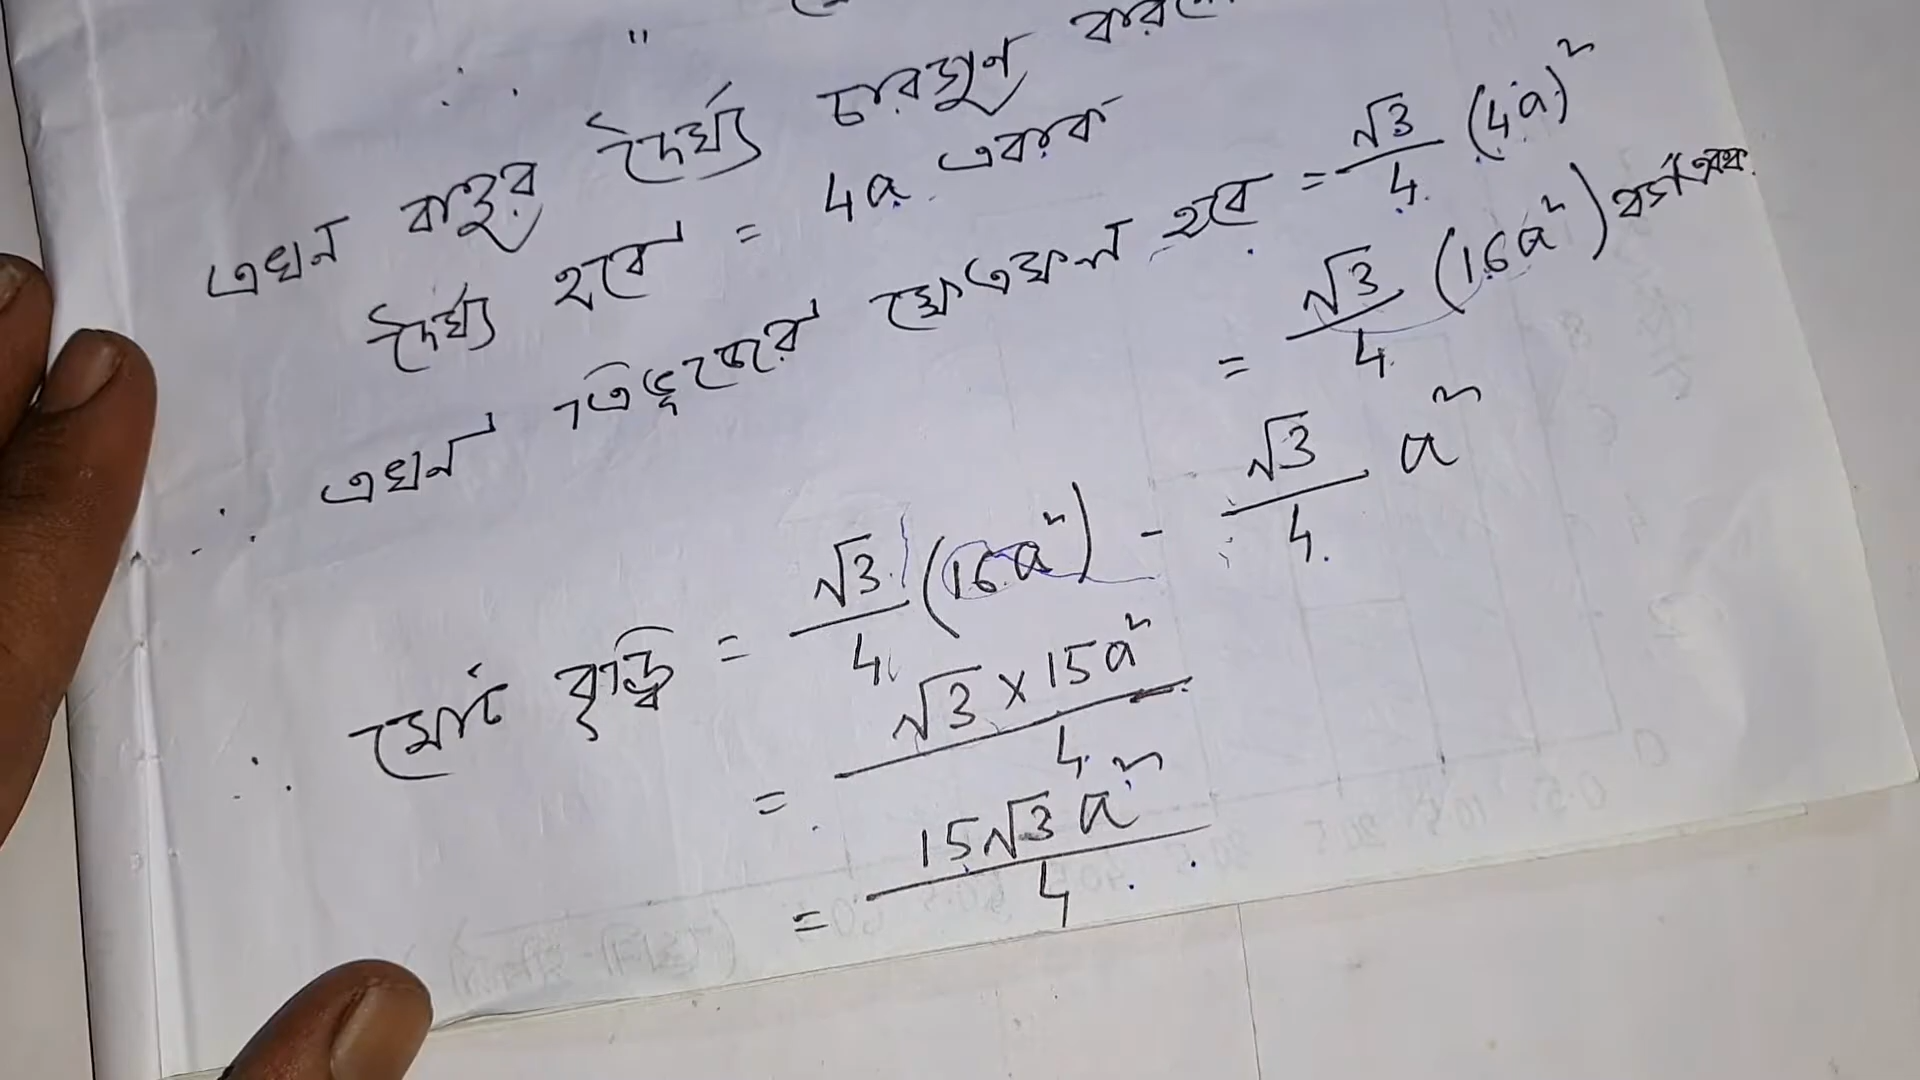 "
এখন বাহুর দৈর্ঘ্য চারগুণ
দৈর্ঘ্য হবে = 4a একক
∴ এখন ত্রিভুজের ক্ষেত্রফল হবে = √3/4 (4a)²
= √3/4 (16a²) বর্গএকক
∴ মোট বৃদ্ধি = √3/4 (16a²) - √3/4 a²
= √3 × 15a²/4
= 15√3 a²/4